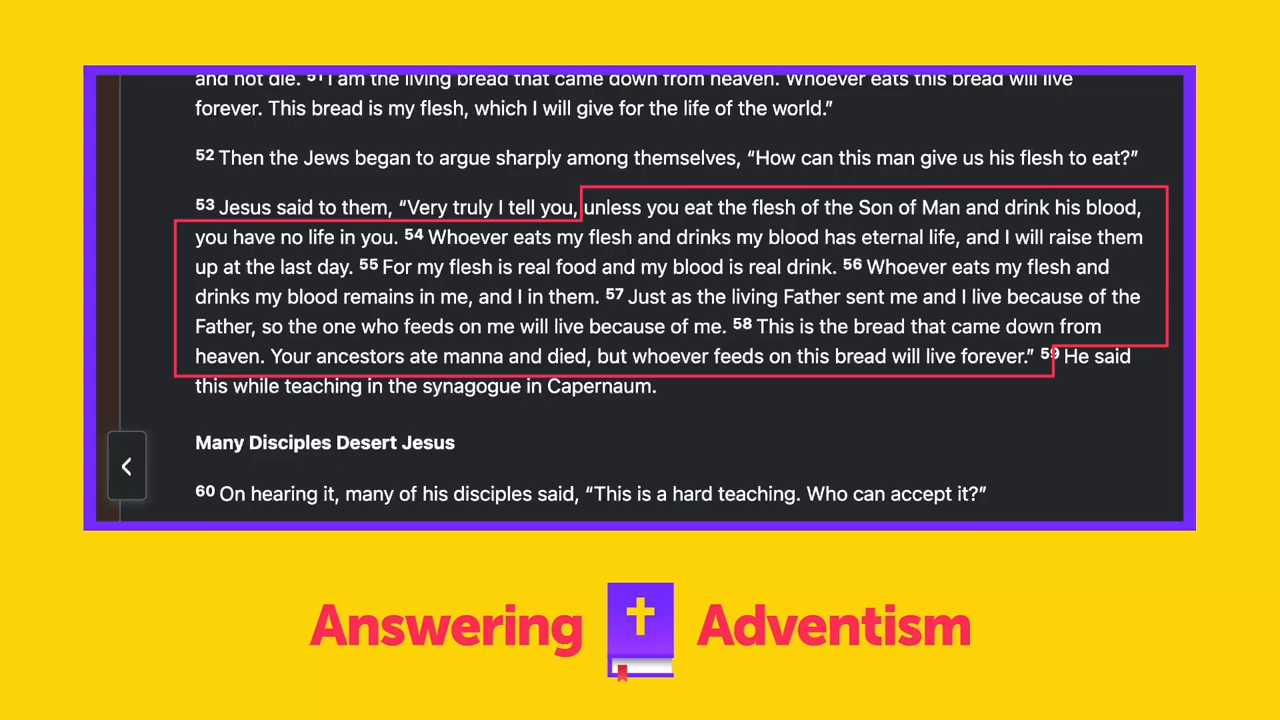 and not die. 51 I am the living bread that came down from heaven. Whoever eats this bread will live
forever. This bread is my flesh, which I will give for the life of the world.”
52 Then the Jews began to argue sharply among themselves, “How can this man give us his flesh to eat?”
53 Jesus said to them, “Very truly I tell you, unless you eat the flesh of the Son of Man and drink his blood,
you have no life in you. 54 Whoever eats my flesh and drinks my blood has eternal life, and I will raise them
up at the last day. 55 For my flesh is real food and my blood is real drink. 56 Whoever eats my flesh and
drinks my blood remains in me, and I in them. 57 Just as the living Father sent me and I live because of the
Father, so the one who feeds on me will live because of me. 58 This is the bread that came down from
heaven. Your ancestors ate manna and died, but whoever feeds on this bread will live forever.” 59 He said
this while teaching in the synagogue in Capernaum.
Many Disciples Desert Jesus
60 On hearing it, many of his disciples said, “This is a hard teaching. Who can accept it?”
Answering Adventism